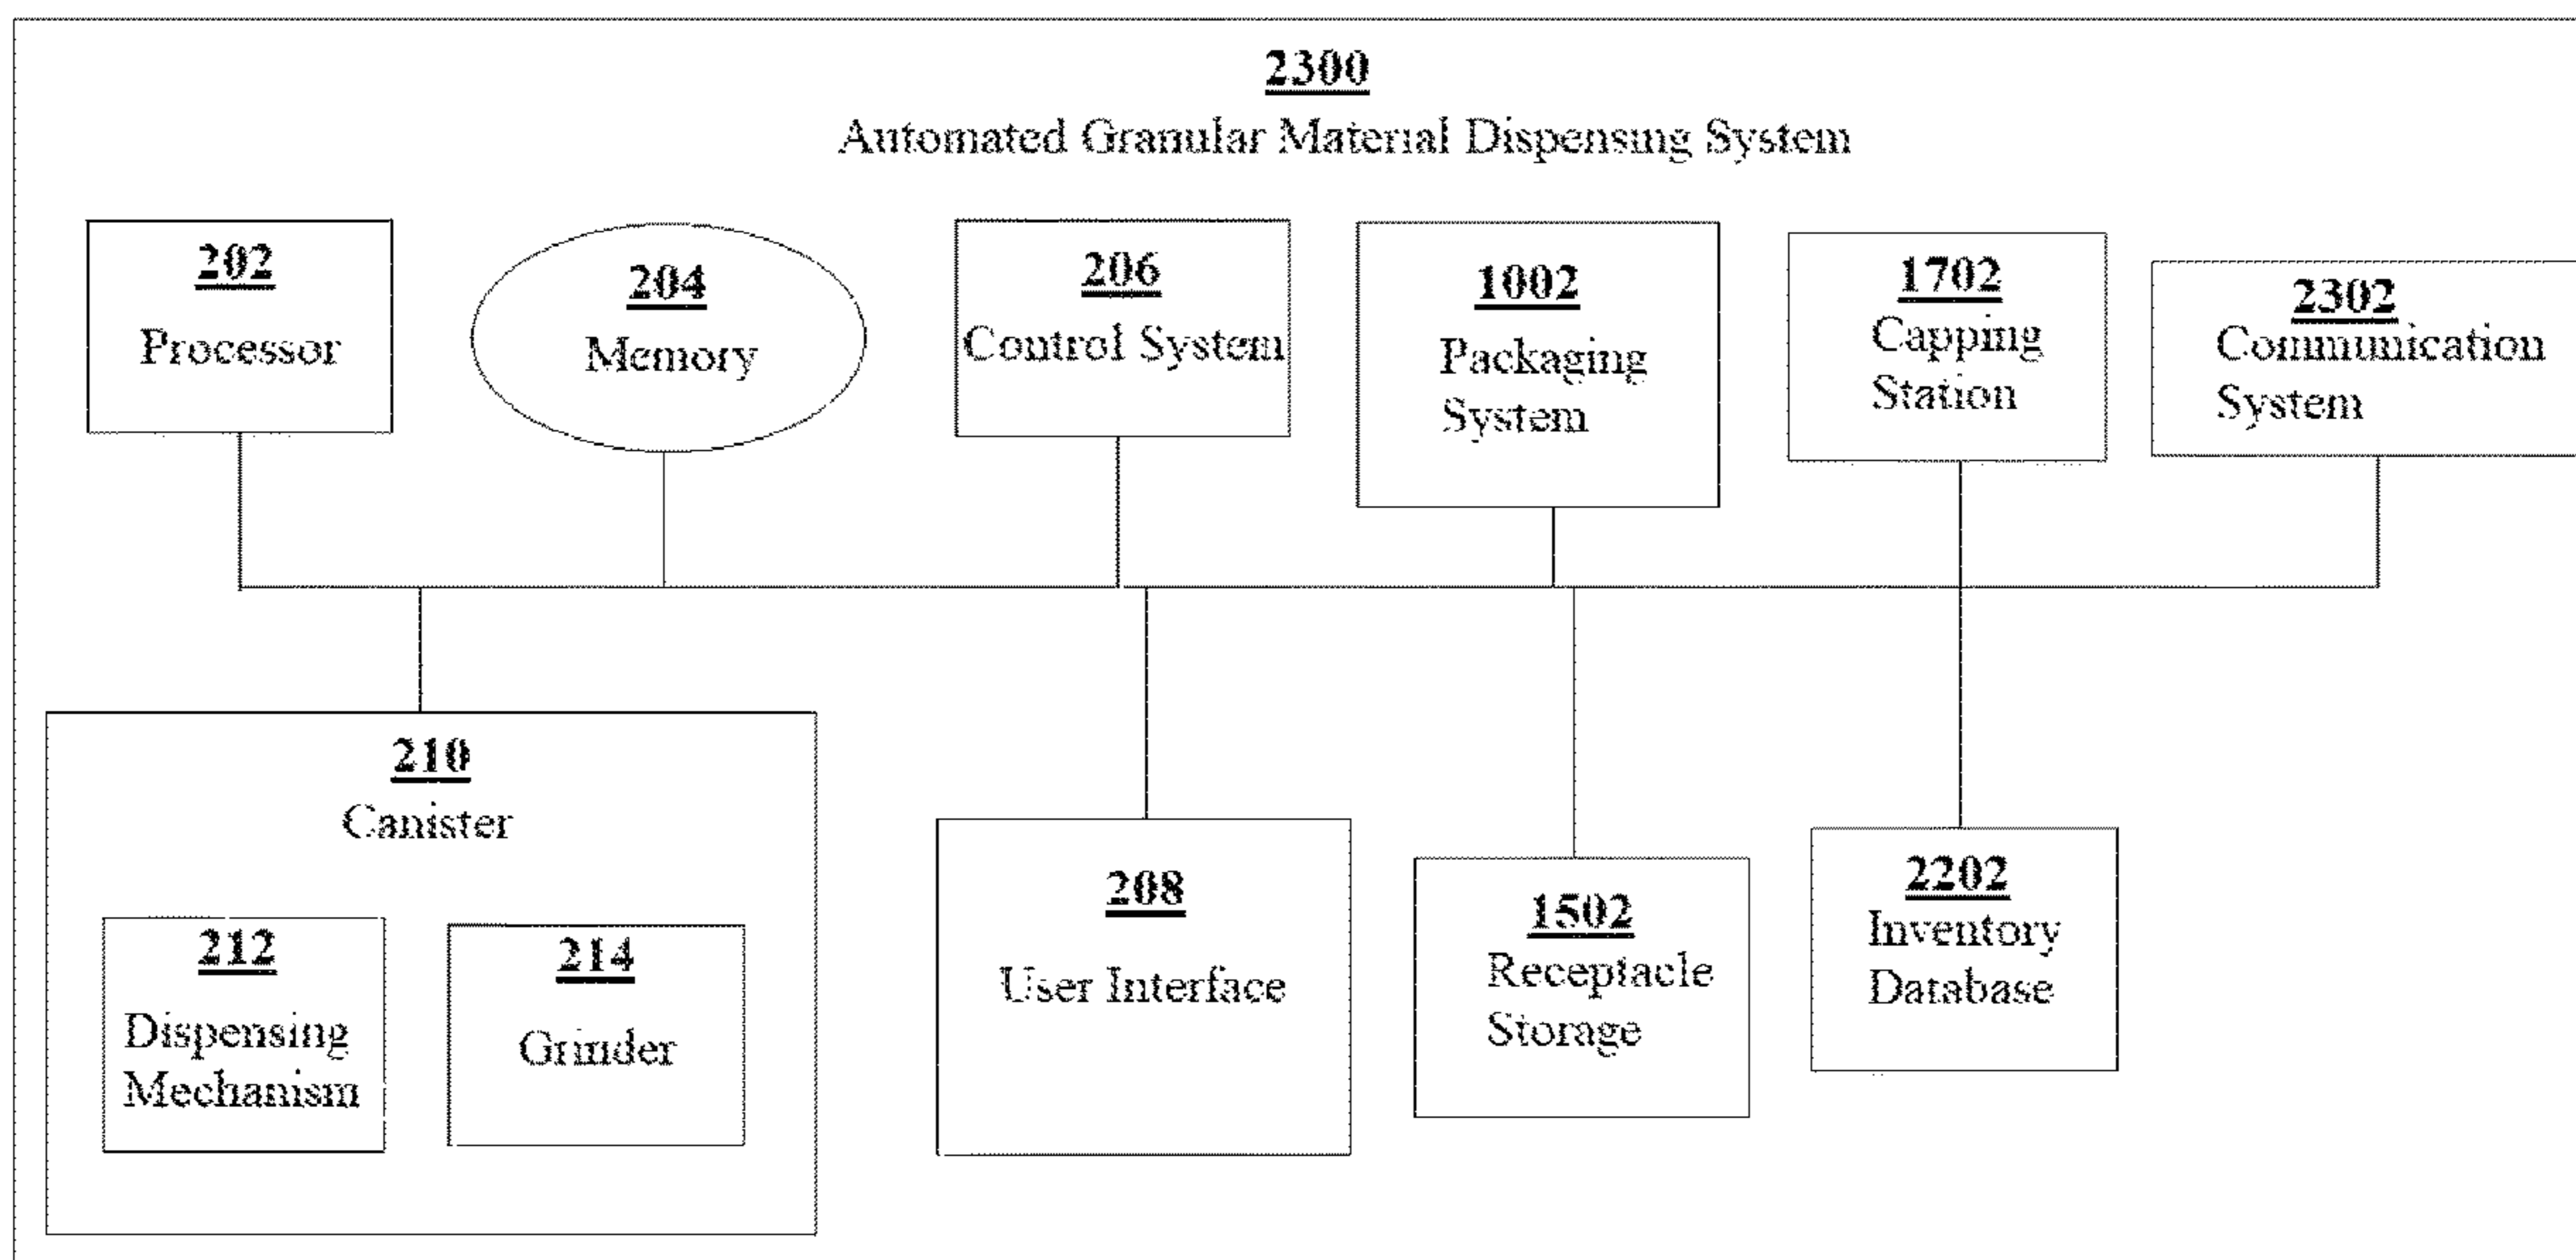 2300
Automated Granular Material Dispensing System
202
Processor
204
Memory
206
Control System
1002
Packaging
System
1702
Capping
Station
2302
Communication
System
210
Canister
212
Dispensing
Mechanism
214
Grinder
208
User Interface
1502
Receptacle
Storage
2202
Inventory
Database